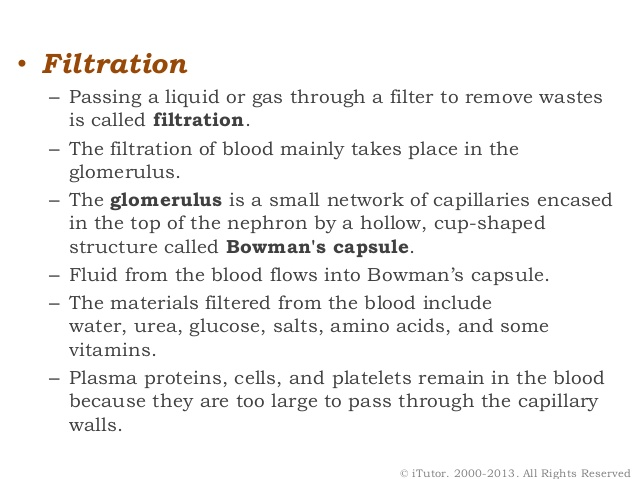 • Filtration
– Passing a liquid or gas through a filter to remove wastes
is called filtration.
– The filtration of blood mainly takes place in the
glomerulus.
– The glomerulus is a small network of capillaries encased
in the top of the nephron by a hollow, cup-shaped
structure called Bowman's capsule.
– Fluid from the blood flows into Bowman’s capsule.
– The materials filtered from the blood include
water, urea, glucose, salts, amino acids, and some
vitamins.
– Plasma proteins, cells, and platelets remain in the blood
because they are too large to pass through the capillary
walls.
© iTutor. 2000-2013. All Rights Reserved